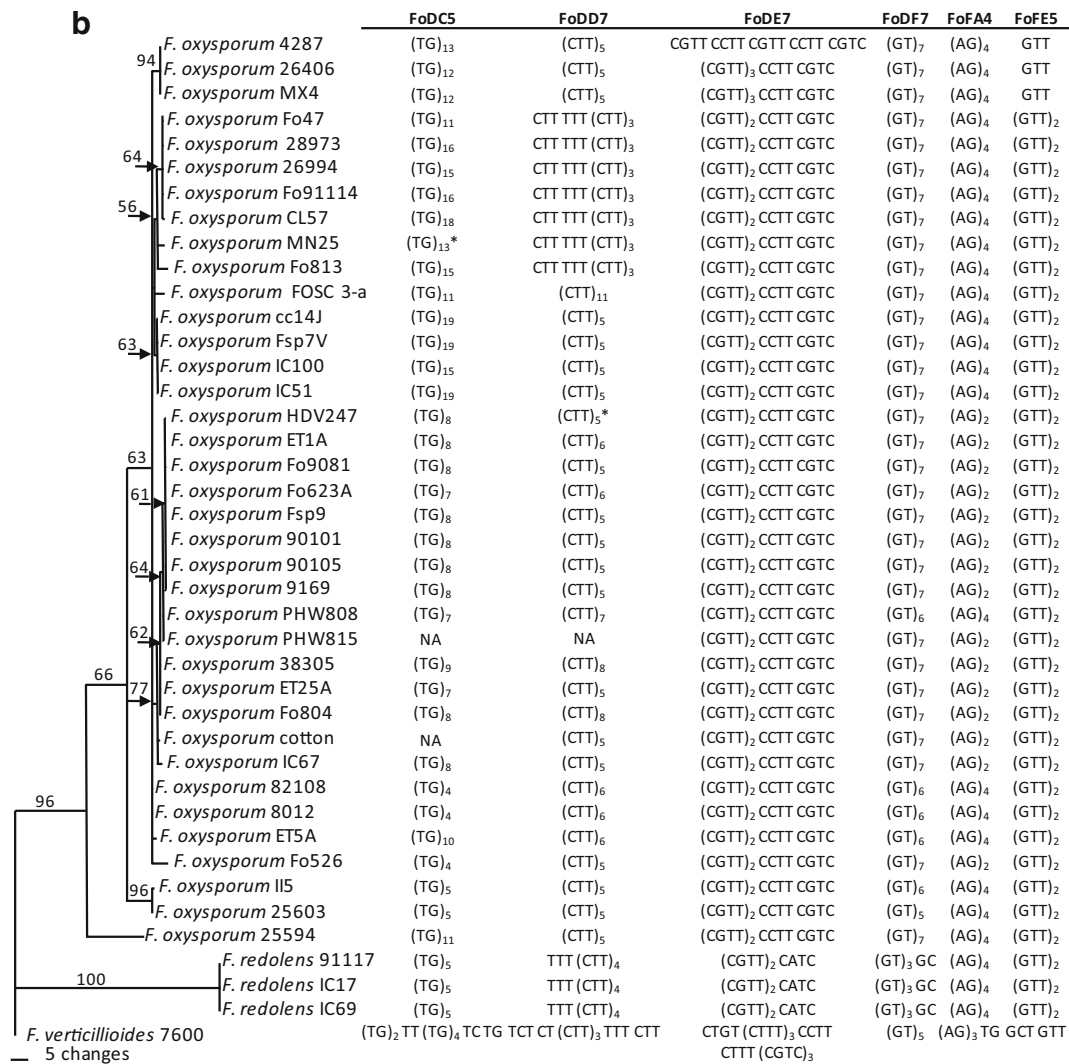 b
FoDC5 FoDD7 FoDE7 FoDF7 FoFA4 FoFE5
F. oxysporum 4287 (TG)13 (CTT)5 CGTT CCTT CGTT CCTT CGTC (GT)7 (AG)4 GTT
94
F. oxysporum 26406 (TG)12 (CTT)5 (CGTT)3 CCTT CGTC (GT)7 (AG)4 GTT
F. oxysporum MX4 (TG)12 (CTT)5 (CGTT)3 CCTT CGTC (GT)7 (AG)4 GTT
F. oxysporum Fo47 (TG)11 CTT TTT (CTT)3 (CGTT)2 CCTT CGTC (GT)7 (AG)4 (GTT)2
F. oxysporum 28973 (TG)16 CTT TTT (CTT)3 (CGTT)2 CCTT CGTC (GT)7 (AG)4 (GTT)2
64
F. oxysporum 26994 (TG)15 CTT TTT (CTT)3 (CGTT)2 CCTT CGTC (GT)7 (AG)4 (GTT)2
F. oxysporum Fo91114 (TG)16 CTT TTT (CTT)3 (CGTT)2 CCTT CGTC (GT)7 (AG)4 (GTT)2
56
F. oxysporum CL57 (TG)18 CTT TTT (CTT)3 (CGTT)2 CCTT CGTC (GT)7 (AG)4 (GTT)2
F. oxysporum MN25 (TG)13* CTT TTT (CTT)3 (CGTT)2 CCTT CGTC (GT)7 (AG)4 (GTT)2
F. oxysporum Fo813 (TG)15 CTT TTT (CTT)3 (CGTT)2 CCTT CGTC (GT)7 (AG)4 (GTT)2
F. oxysporum FOSC 3-a (TG)11 (CTT)11 (CGTT)2 CCTT CGTC (GT)7 (AG)4 (GTT)2
F. oxysporum cc14J (TG)19 (CTT)5 (CGTT)2 CCTT CGTC (GT)7 (AG)4 (GTT)2
63
F. oxysporum Fsp7V (TG)19 (CTT)5 (CGTT)2 CCTT CGTC (GT)7 (AG)4 (GTT)2
F. oxysporum IC100 (TG)15 (CTT)5 (CGTT)2 CCTT CGTC (GT)7 (AG)4 (GTT)2
F. oxysporum IC51 (TG)19 (CTT)5 (CGTT)2 CCTT CGTC (GT)7 (AG)4 (GTT)2
F. oxysporum HDV247 (TG)8 (CTT)5* (CGTT)2 CCTT CGTC (GT)7 (AG)2 (GTT)2
F. oxysporum ET1A (TG)8 (CTT)6 (CGTT)2 CCTT CGTC (GT)7 (AG)2 (GTT)2
63
F. oxysporum Fo9081 (TG)8 (CTT)5 (CGTT)2 CCTT CGTC (GT)7 (AG)2 (GTT)2
61
F. oxysporum Fo623A (TG)7 (CTT)6 (CGTT)2 CCTT CGTC (GT)7 (AG)2 (GTT)2
F. oxysporum Fsp9 (TG)8 (CTT)5 (CGTT)2 CCTT CGTC (GT)7 (AG)2 (GTT)2
F. oxysporum 90101 (TG)8 (CTT)5 (CGTT)2 CCTT CGTC (GT)7 (AG)2 (GTT)2
64
F. oxysporum 90105 (TG)8 (CTT)5 (CGTT)2 CCTT CGTC (GT)7 (AG)2 (GTT)2
F. oxysporum 9169 (TG)8 (CTT)5 (CGTT)2 CCTT CGTC (GT)7 (AG)2 (GTT)2
F. oxysporum PHW808 (TG)7 (CTT)7 (CGTT)2 CCTT CGTC (GT)6 (AG)4 (GTT)2
62
F. oxysporum PHW815 NA NA (CGTT)2 CCTT CGTC (GT)7 (AG)2 (GTT)2
F. oxysporum 38305 (TG)9 (CTT)8 (CGTT)2 CCTT CGTC (GT)7 (AG)2 (GTT)2
66
77
F. oxysporum ET25A (TG)7 (CTT)5 (CGTT)2 CCTT CGTC (GT)7 (AG)2 (GTT)2
F. oxysporum Fo804 (TG)8 (CTT)8 (CGTT)2 CCTT CGTC (GT)7 (AG)2 (GTT)2
F. oxysporum cotton NA (CTT)5 (CGTT)2 CCTT CGTC (GT)7 (AG)2 (GTT)2
F. oxysporum IC67 (TG)8 (CTT)5 (CGTT)2 CCTT CGTC (GT)7 (AG)2 (GTT)2
F. oxysporum 82108 (TG)4 (CTT)6 (CGTT)2 CCTT CGTC (GT)6 (AG)4 (GTT)2
96
F. oxysporum 8012 (TG)4 (CTT)6 (CGTT)2 CCTT CGTC (GT)6 (AG)4 (GTT)2
F. oxysporum ET5A (TG)10 (CTT)6 (CGTT)2 CCTT CGTC (GT)6 (AG)4 (GTT)2
F. oxysporum Fo526 (TG)4 (CTT)5 (CGTT)2 CCTT CGTC (GT)7 (AG)4 (GTT)2
96
F. oxysporum II5 (TG)5 (CTT)5 (CGTT)2 CCTT CGTC (GT)6 (AG)4 (GTT)2
F. oxysporum 25603 (TG)5 (CTT)5 (CGTT)2 CCTT CGTC (GT)5 (AG)4 (GTT)2
F. oxysporum 25594 (TG)11 (CTT)5 (CGTT)2 CCTT CGTC (GT)7 (AG)4 (GTT)2
F. redolens 91117 (TG)5 TTT (CTT)4 (CGTT)2 CATC (GT)3 GC (AG)4 (GTT)2
100
F. redolens IC17 (TG)5 TTT (CTT)4 (CGTT)2 CATC (GT)3 GC (AG)4 (GTT)2
F. redolens IC69 (TG)5 TTT (CTT)4 (CGTT)2 CATC (GT)3 GC (AG)4 (GTT)2
F. verticillioides 7600 (TG)2 TT (TG)4 TC TG TCT CT (CTT)3 TTT CTT CTGT (CTTT)3 CCTT (GT)5 (AG)3 TG GCT GTT
5 changes CTTT (CGTC)3